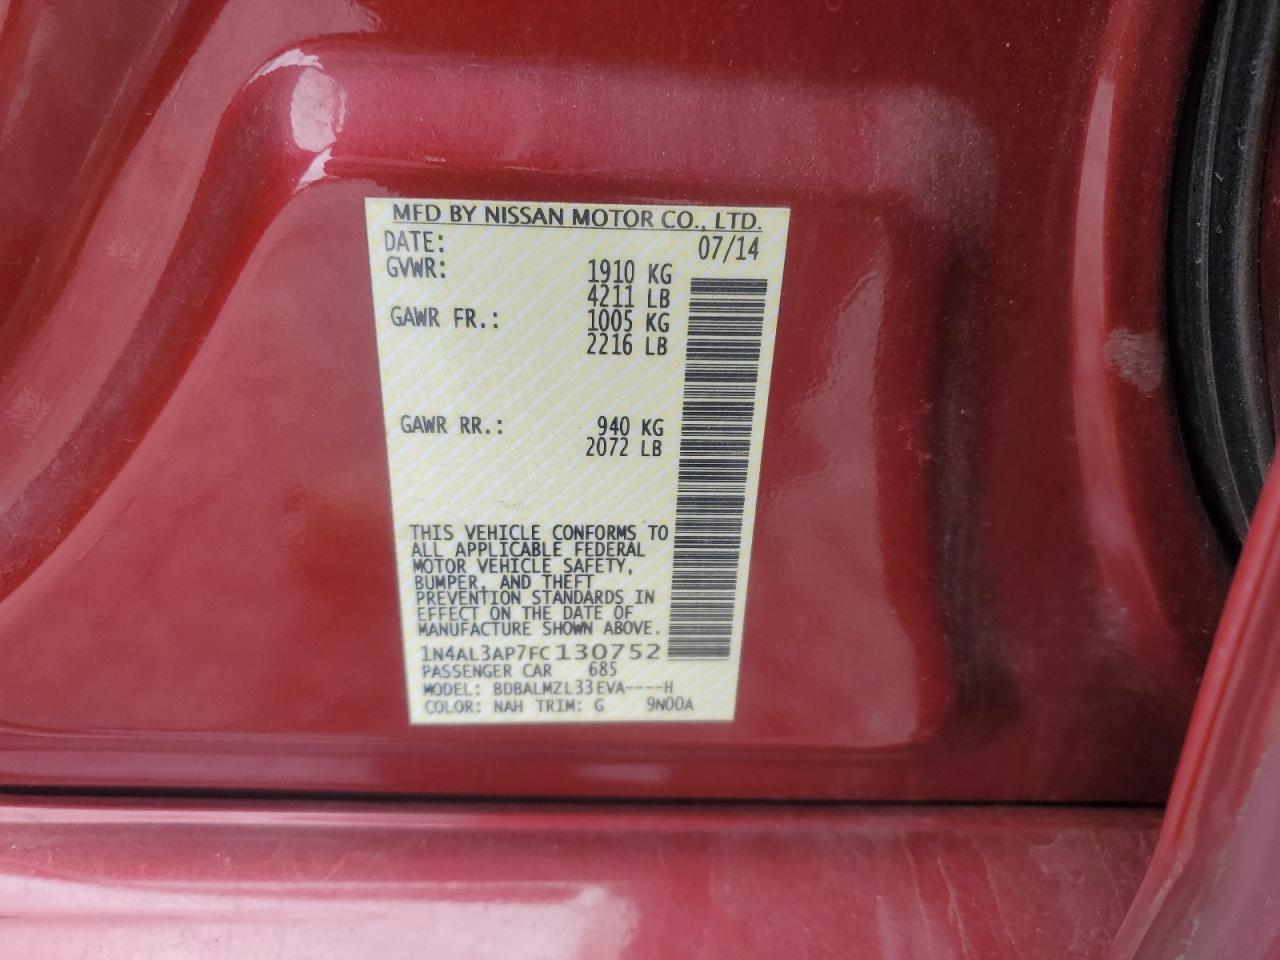 MFD BY NISSAN MOTOR CO., LTD.
DATE: 07/14
GVWR: 1910 KG
4211 LB
GAWR FR.: 1005 KG
2216 LB
GAWR RR.: 940 KG
2072 LB
THIS VEHICLE CONFORMS TO
ALL APPLICABLE FEDERAL
MOTOR VEHICLE SAFETY,
BUMPER, AND THEFT
PREVENTION STANDARDS IN
EFFECT ON THE DATE OF
MANUFACTURE SHOWN ABOVE.
1N4AL3AP7FC130752
PASSENGER CAR 685
MODEL: BDBALMZL33EVA----H
COLOR: NAH TRIM: G 9N00A